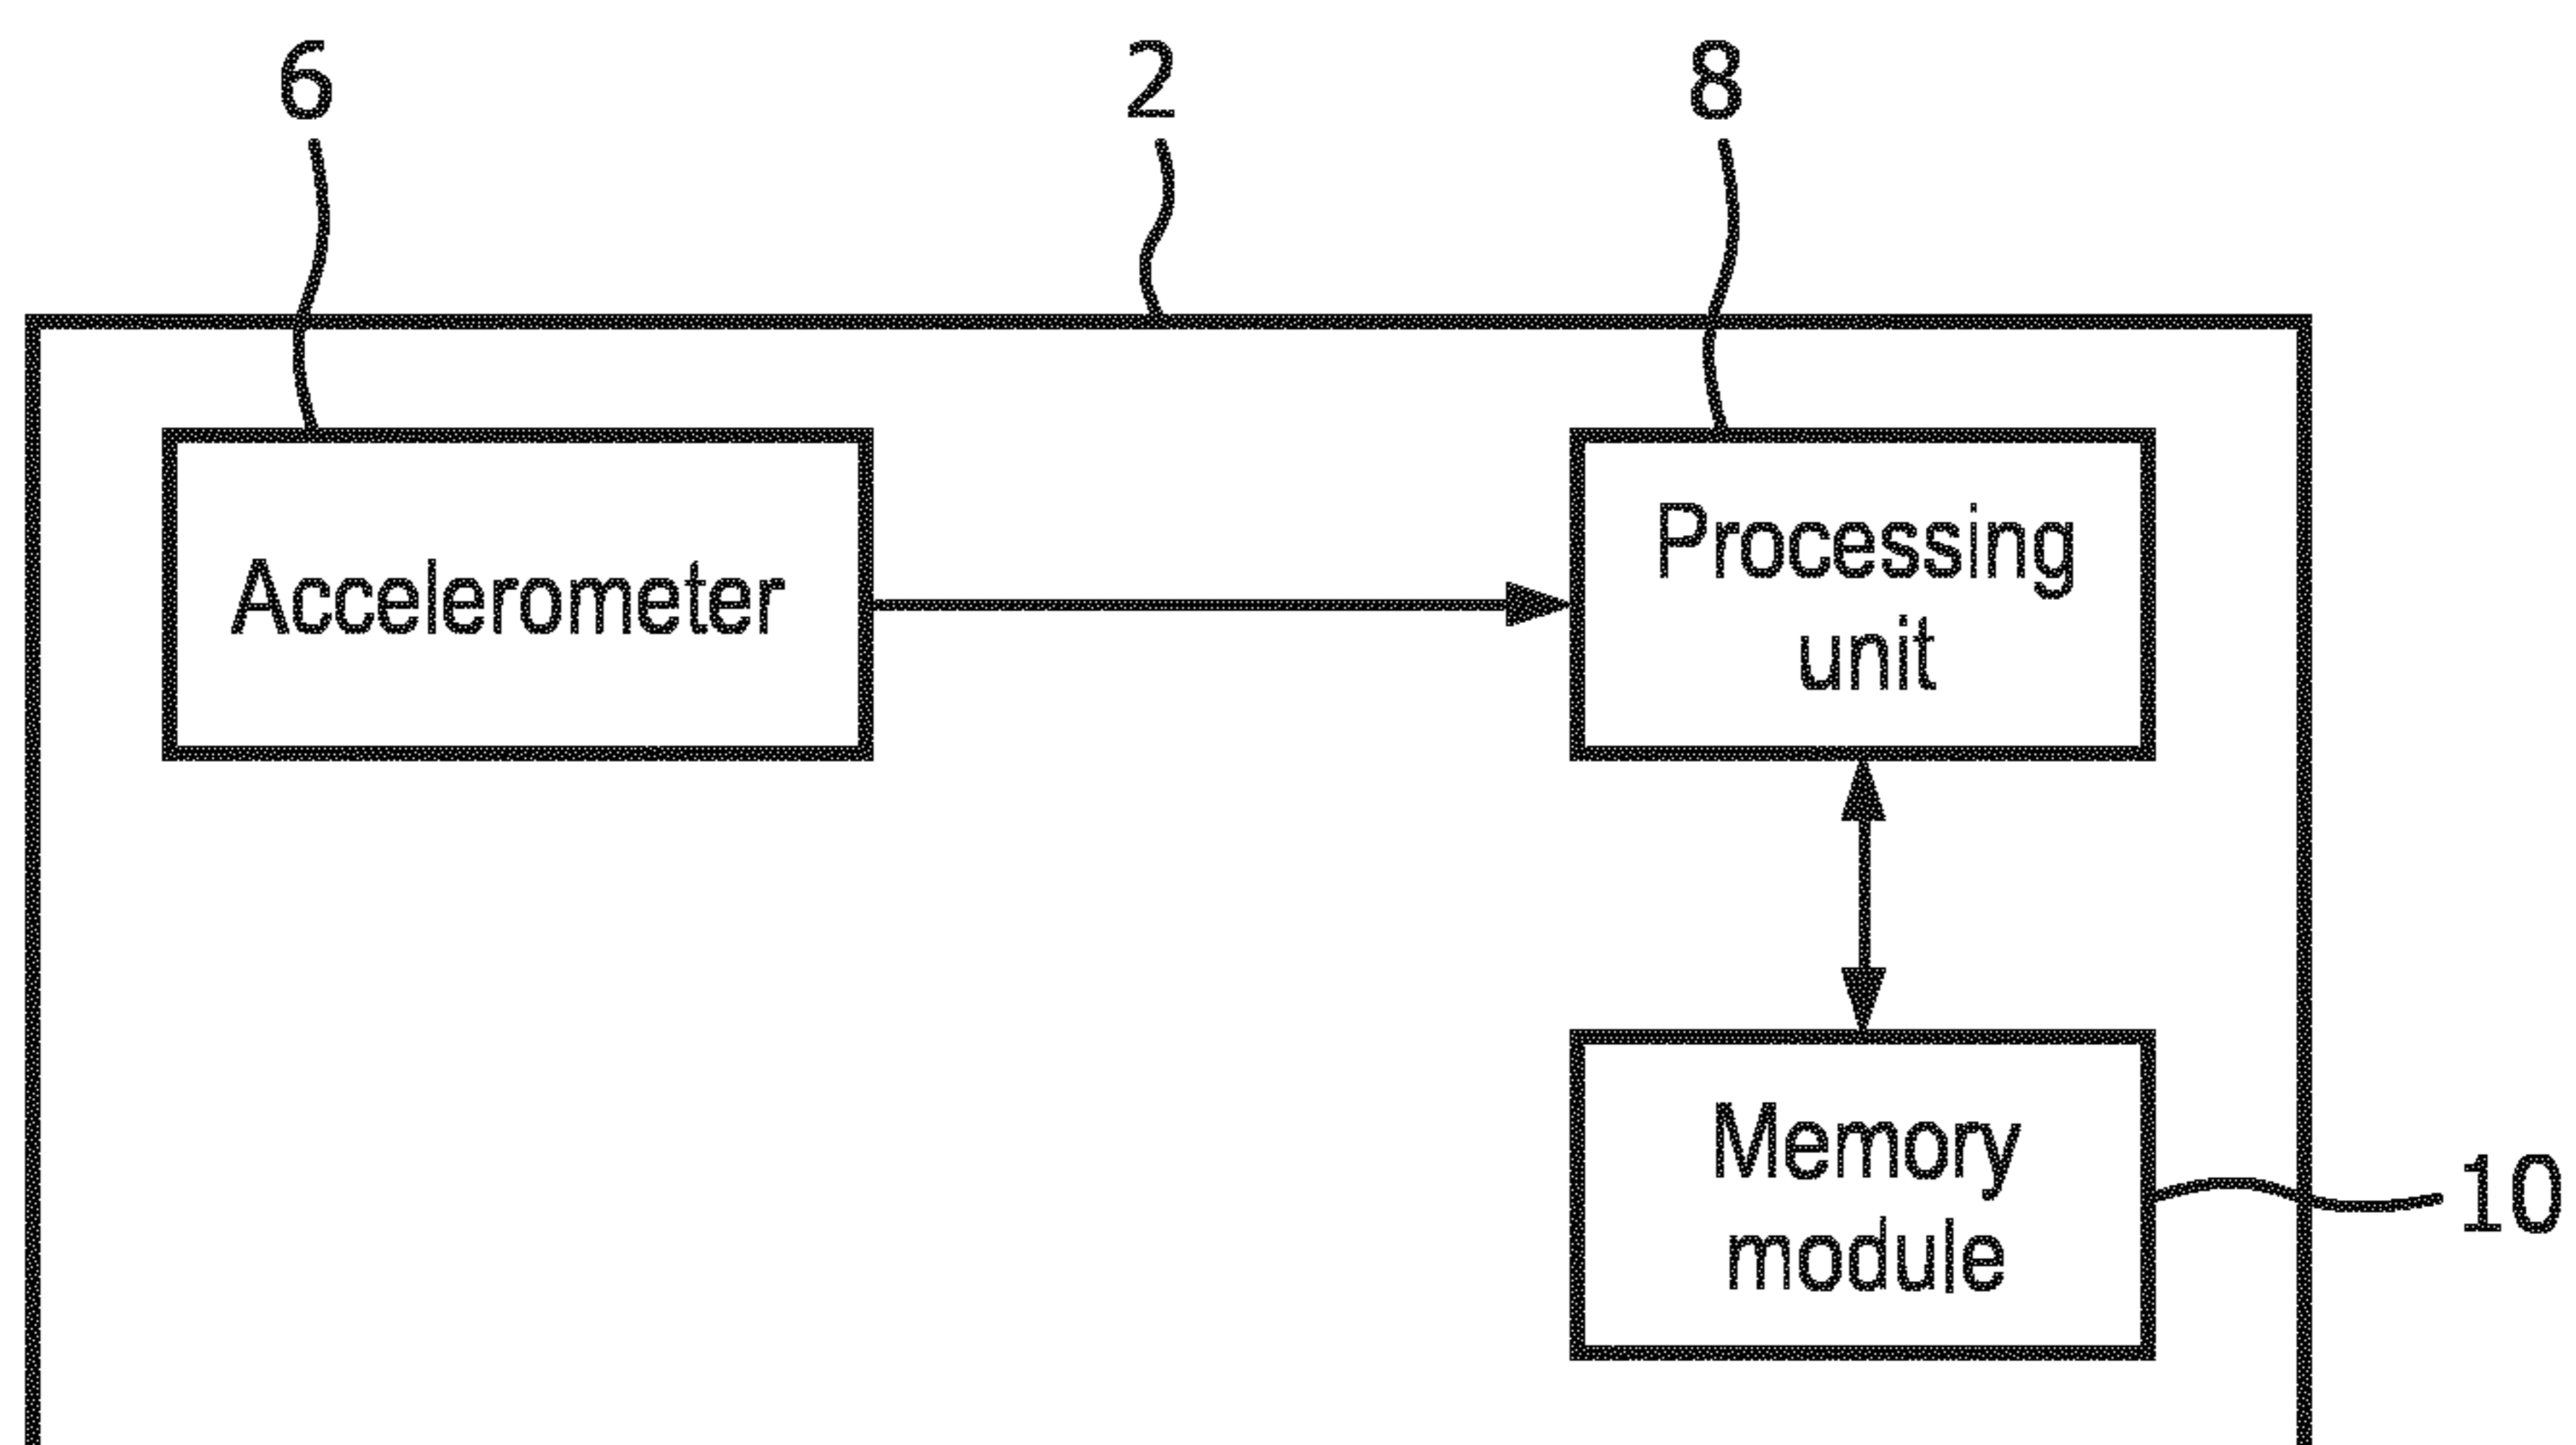 6
2
8
Accelerometer
Processing
unit
Memory
module
10